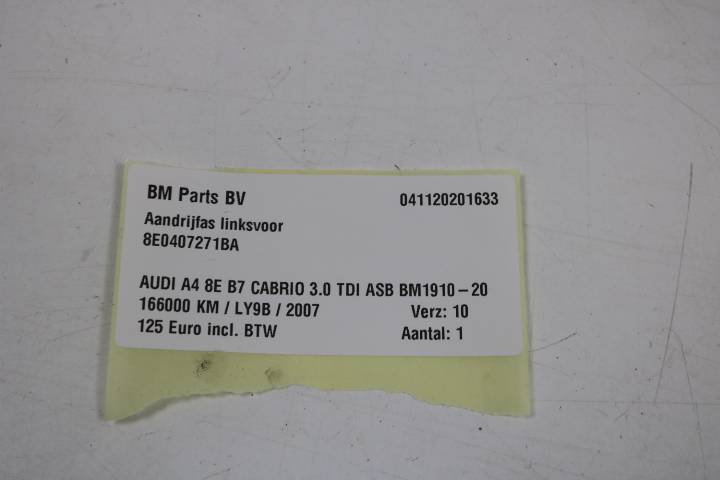 BM Parts BV 041120201633
Aandrijfas linksvoor
8E0407271BA
AUDI A4 8E B7 CABRIO 3.0 TDI ASB BM1910-20
166000 KM / LY9B / 2007 Verz: 10
125 Euro incl. BTW Aantal: 1